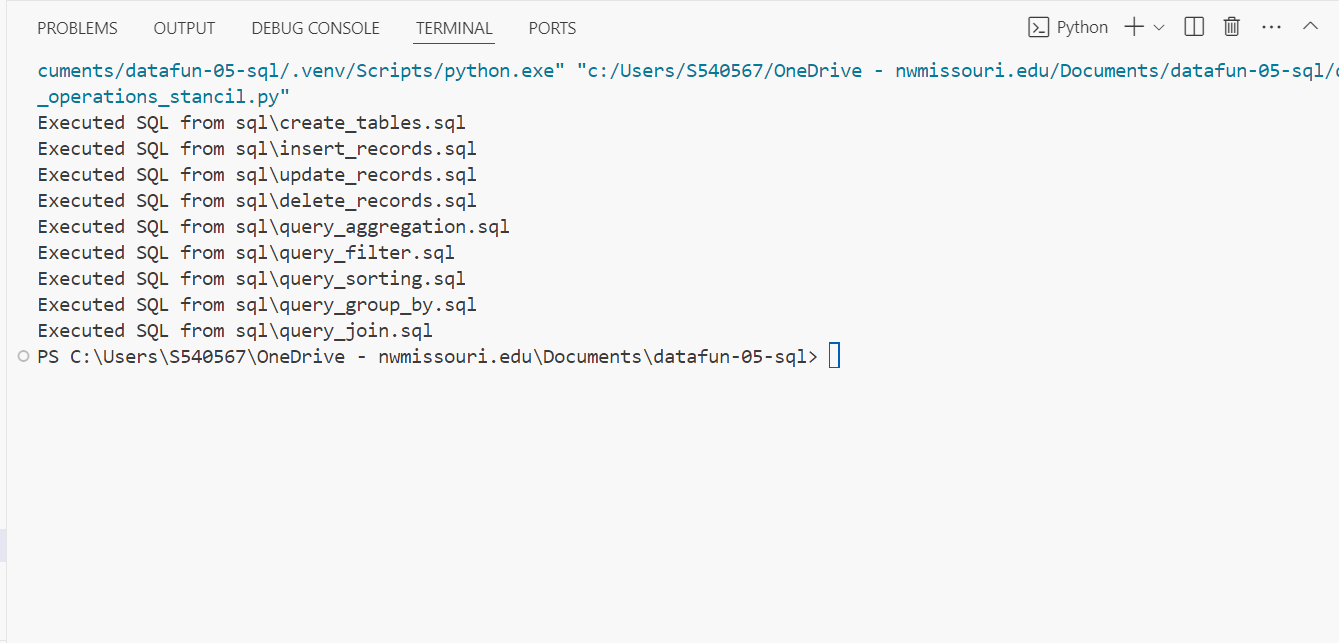 PROBLEMS OUTPUT DEBUG CONSOLE TERMINAL PORTS Python
cuments/datafun-05-sql/.venv/Scripts/python.exe" "c:/Users/S540567/OneDrive - nwmissouri.edu/Documents/datafun-05-sql/
_operations_stancil.py"
Executed SQL from sql\create_tables.sql
Executed SQL from sql\insert_records.sql
Executed SQL from sql\update_records.sql
Executed SQL from sql\delete_records.sql
Executed SQL from sql\query_aggregation.sql
Executed SQL from sql\query_filter.sql
Executed SQL from sql\query_sorting.sql
Executed SQL from sql\query_group_by.sql
Executed SQL from sql\query_join.sql
PS C:\Users\S540567\OneDrive - nwmissouri.edu\Documents\datafun-05-sql>